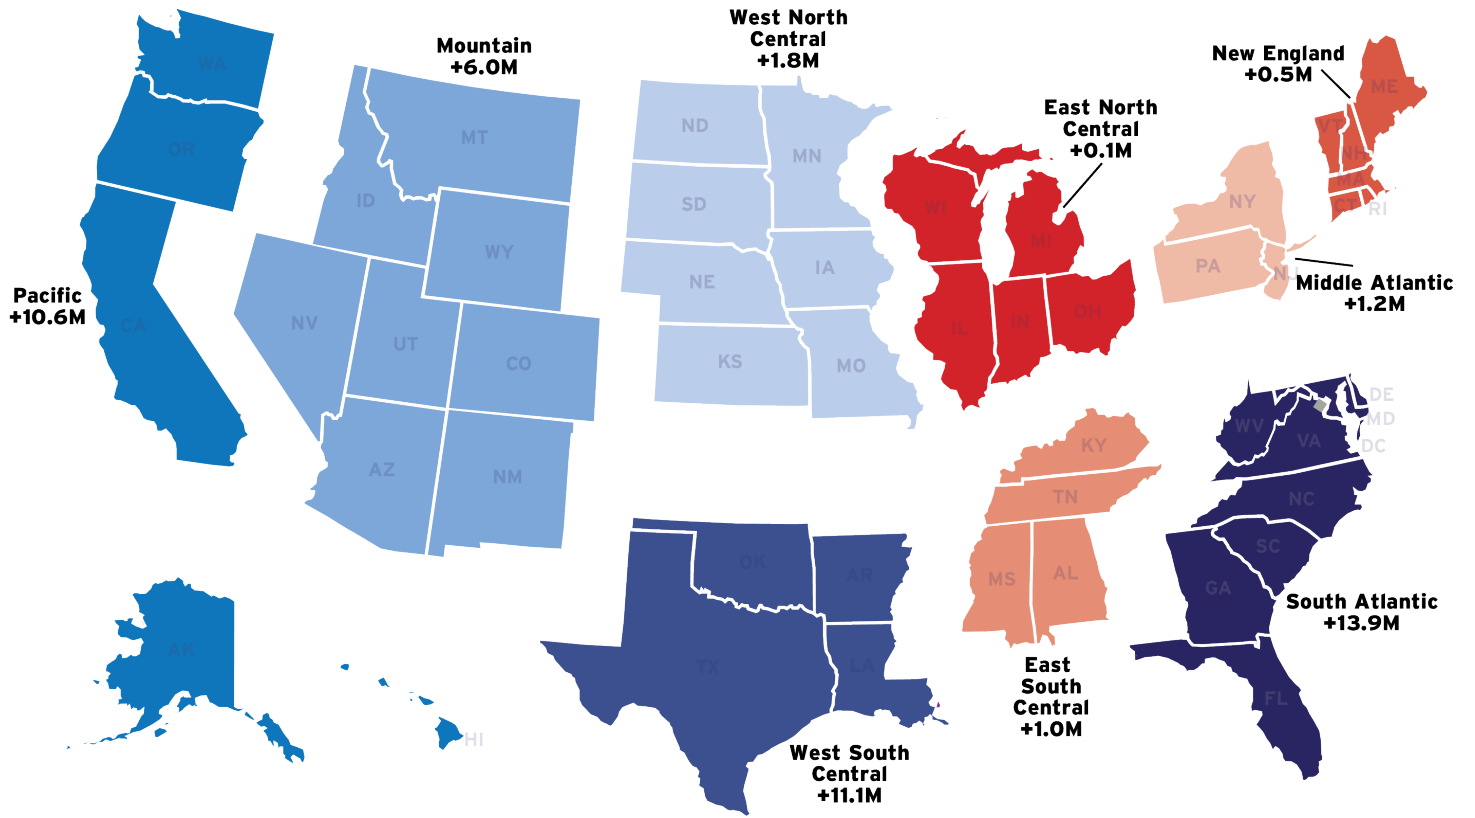 West North
Central
+1.8M
Mountain
+6.0M
New England
+0.5M
East North
Central
+0.1M
Pacific
+10.6M
Middle Atlantic
+1.2M
South Atlantic
+13.9M
East
South
Central
+1.0M
West South
Central
+11.1M
WA
OR
CA
AK
HI
MT
ID
WY
NV
UT
CO
AZ
NM
ND
MN
SD
NE
IA
KS
MO
WI
MI
IL
IN
OH
ME
VT
NH
MA
CT
RI
NY
PA
NJ
KY
TN
MS
AL
OK
AR
TX
LA
DE
MD
DC
WV
VA
NC
SC
GA
FL